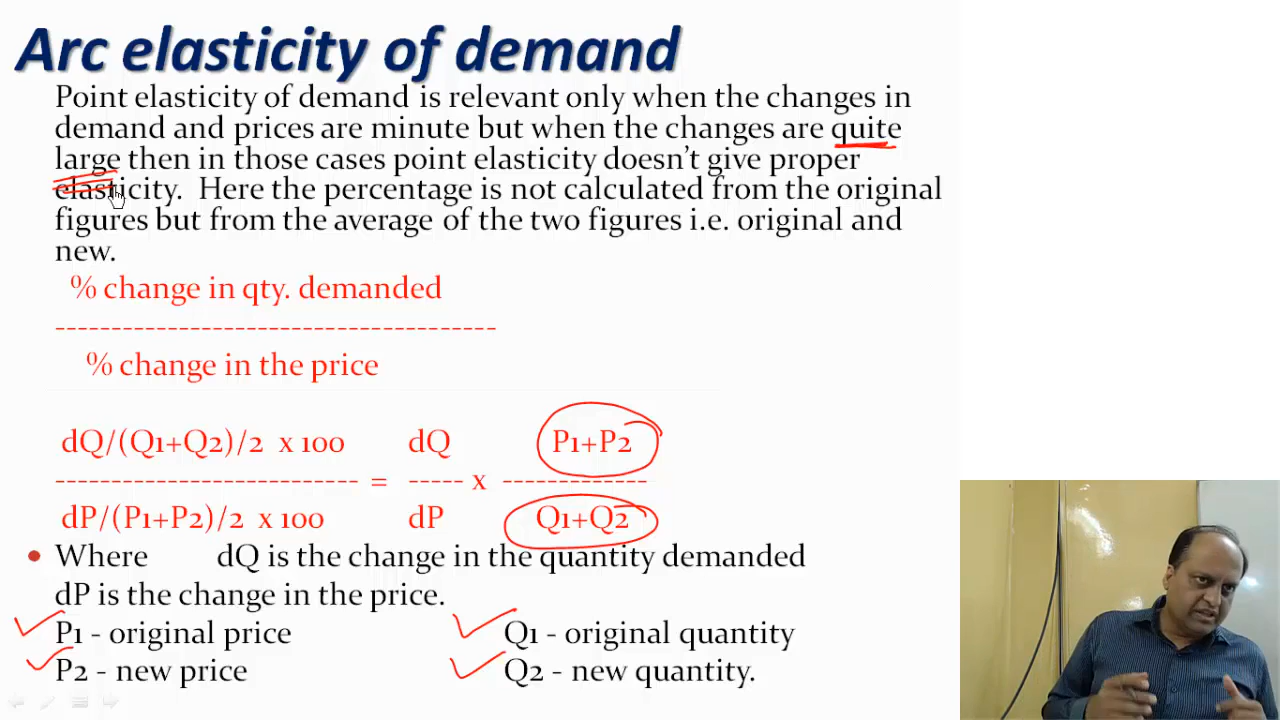 Arc elasticity of demand
Point elasticity of demand is relevant only when the changes in
demand and prices are minute but when the changes are quite
large then in those cases point elasticity doesn't give proper
elasticity. Here the percentage is not calculated from the original
figures but from the average of the two figures i.e. original and
new.
% change in qty. demanded
---------------------------------------
% change in the price
dQ/(Q1+Q2)/2 x 100 dQ P1+P2
--------------------------- = ----- x -------------
dP/(P1+P2)/2 x 100 dP Q1+Q2
• Where dQ is the change in the quantity demanded
dP is the change in the price.
P1 - original price Q1 - original quantity
P2 - new price Q2 - new quantity.